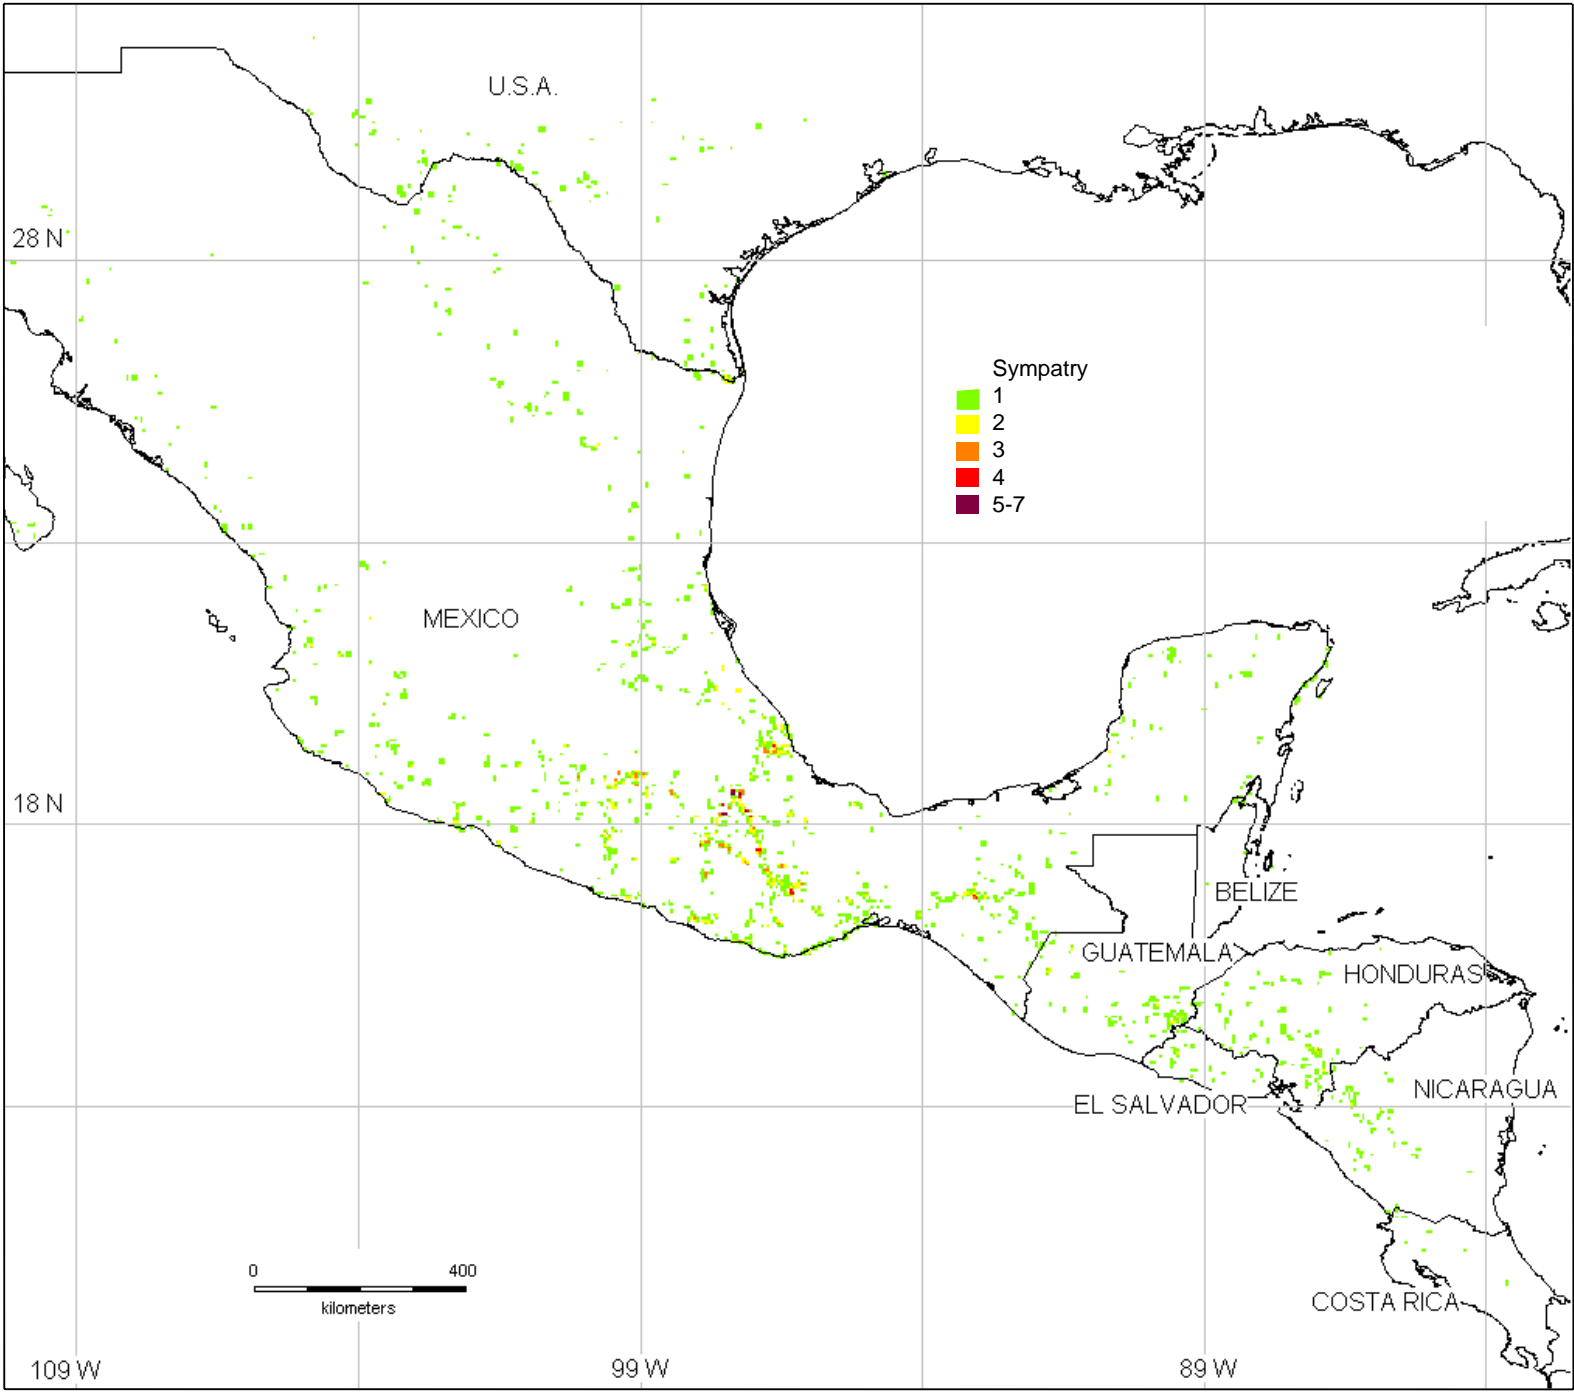 U.S.A.
28 N
Sympatry
1
2
3
4
5-7
MEXICO
18 N
BELIZE
GUATEMALA
HONDURAS
NICARAGUA
EL SALVADOR
0 400
kilometers
COSTA RICA
109 W 99 W 89 W